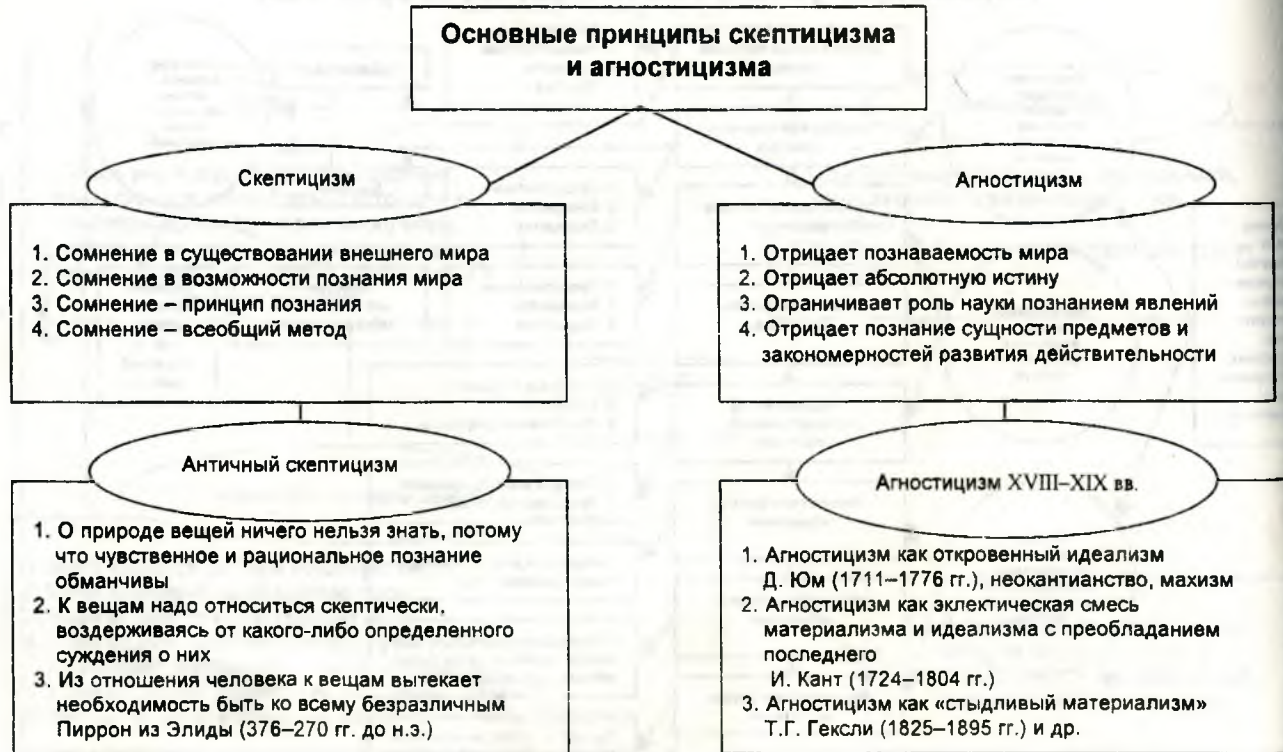 Основные принципы скептицизма
и агностицизма
Скептицизм
1. Сомнение в существовании внешнего мира
2. Сомнение в возможности познания мира
3. Сомнение – принцип познания
4. Сомнение – всеобщий метод
Агностицизм
1. Отрицает познаваемость мира
2. Отрицает абсолютную истину
3. Ограничивает роль науки познанием явлений
4. Отрицает познание сущности предметов и
закономерностей развития действительности
Античный скептицизм
1. О природе вещей ничего нельзя знать, потому
что чувственное и рациональное познание
обманчивы
2. К вещам надо относиться скептически,
воздерживаясь от какого-либо определенного
суждения о них
3. Из отношения человека к вещам вытекает
необходимость быть ко всему безразличным
Пиррон из Элиды (376–270 гг. до н.э.)
Агностицизм XVIII–XIX вв.
1. Агностицизм как откровенный идеализм
Д. Юм (1711–1776 гг.), неокантианство, махизм
2. Агностицизм как эклектическая смесь
материализма и идеализма с преобладанием
последнего
И. Кант (1724–1804 гг.)
3. Агностицизм как «стыдливый материализм»
Т.Г. Гексли (1825–1895 гг.) и др.